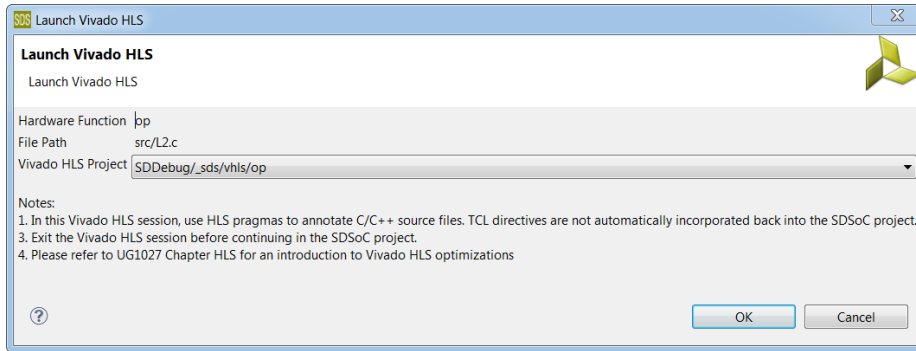 SDS Launch Vivado HLS
Launch Vivado HLS
Launch Vivado HLS
Hardware Function op
File Path src/L2.c
Vivado HLS Project SDDebug/_sds/vhls/op
Notes:
1. In this Vivado HLS session, use HLS pragmas to annotate C/C++ source files. TCL directives are not automatically incorporated back into the SDSoC project.
3. Exit the Vivado HLS session before continuing in the SDSoC project.
4. Please refer to UG1027 Chapter HLS for an introduction to Vivado HLS optimizations
? OK Cancel